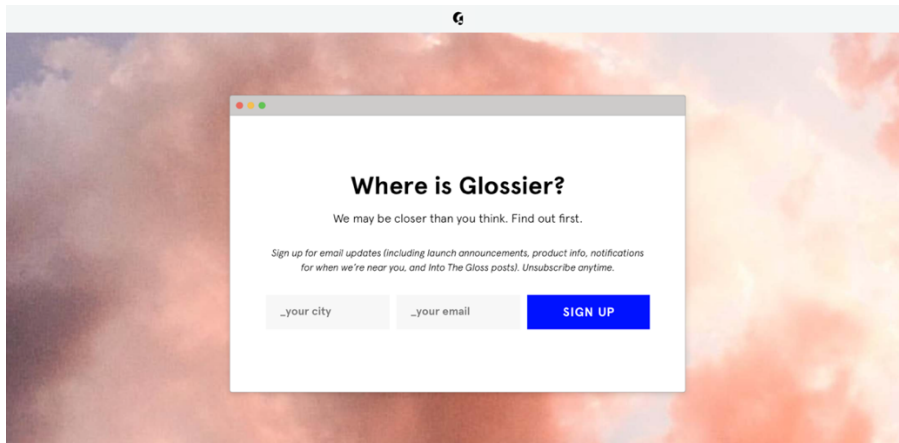 G
Where is Glossier?
We may be closer than you think. Find out first.
Sign up for email updates (including launch announcements, product info, notifications
for when we're near you, and Into The Gloss posts). Unsubscribe anytime.
_your city _your email SIGN UP